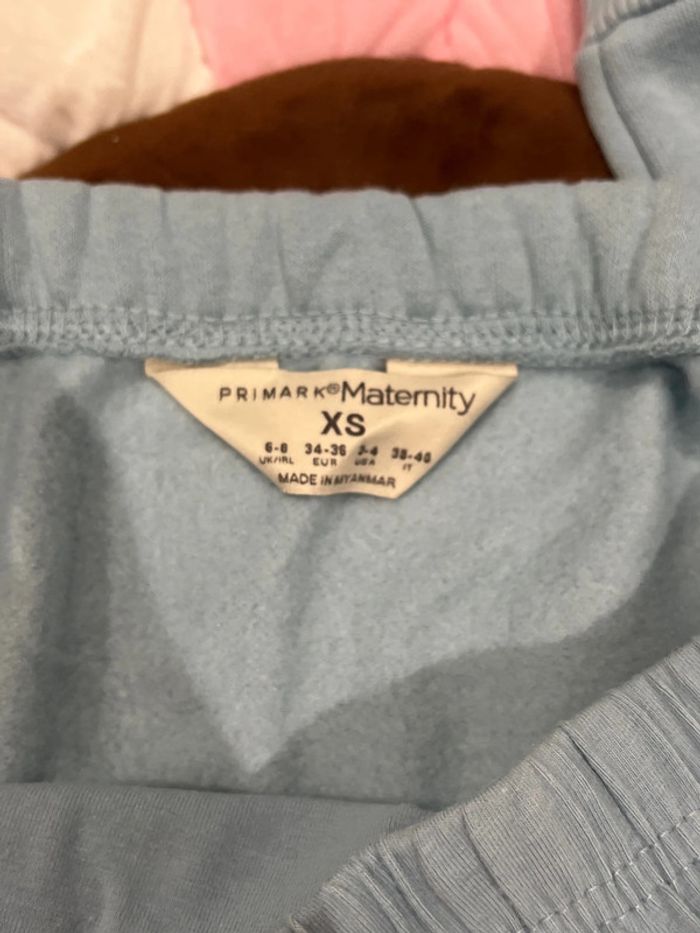 PRIMARK® Maternity
XS
6-8 34-36 2-4 38-40
UK/IRL EUR USA IT
MADE IN MYANMAR